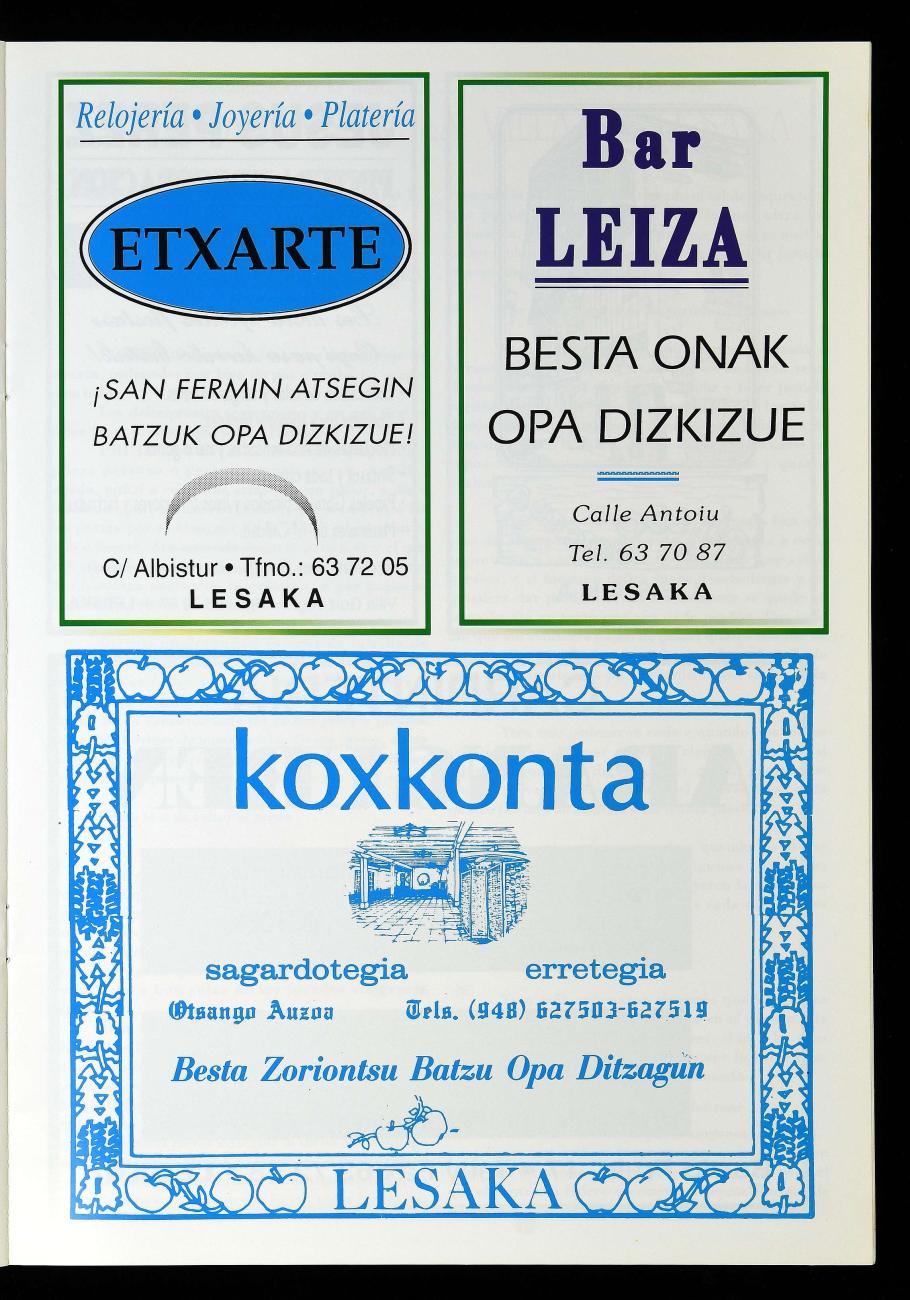 Relojería • Joyería • Platería
ETXARTE
¡SAN FERMIN ATSEGIN
BATZUK OPA DIZKIZUE!
C/ Albistur • Tfno.: 63 72 05
LESAKA
Bar
LEIZA
BESTA ONAK
OPA DIZKIZUE
Calle Antoiu
Tel. 63 70 87
LESAKA
koxkonta
sagardotegia erretegia
Otsango Auzoa Tels. (948) 627503-627519
Besta Zoriontsu Batzu Opa Ditzagun
LESAKA